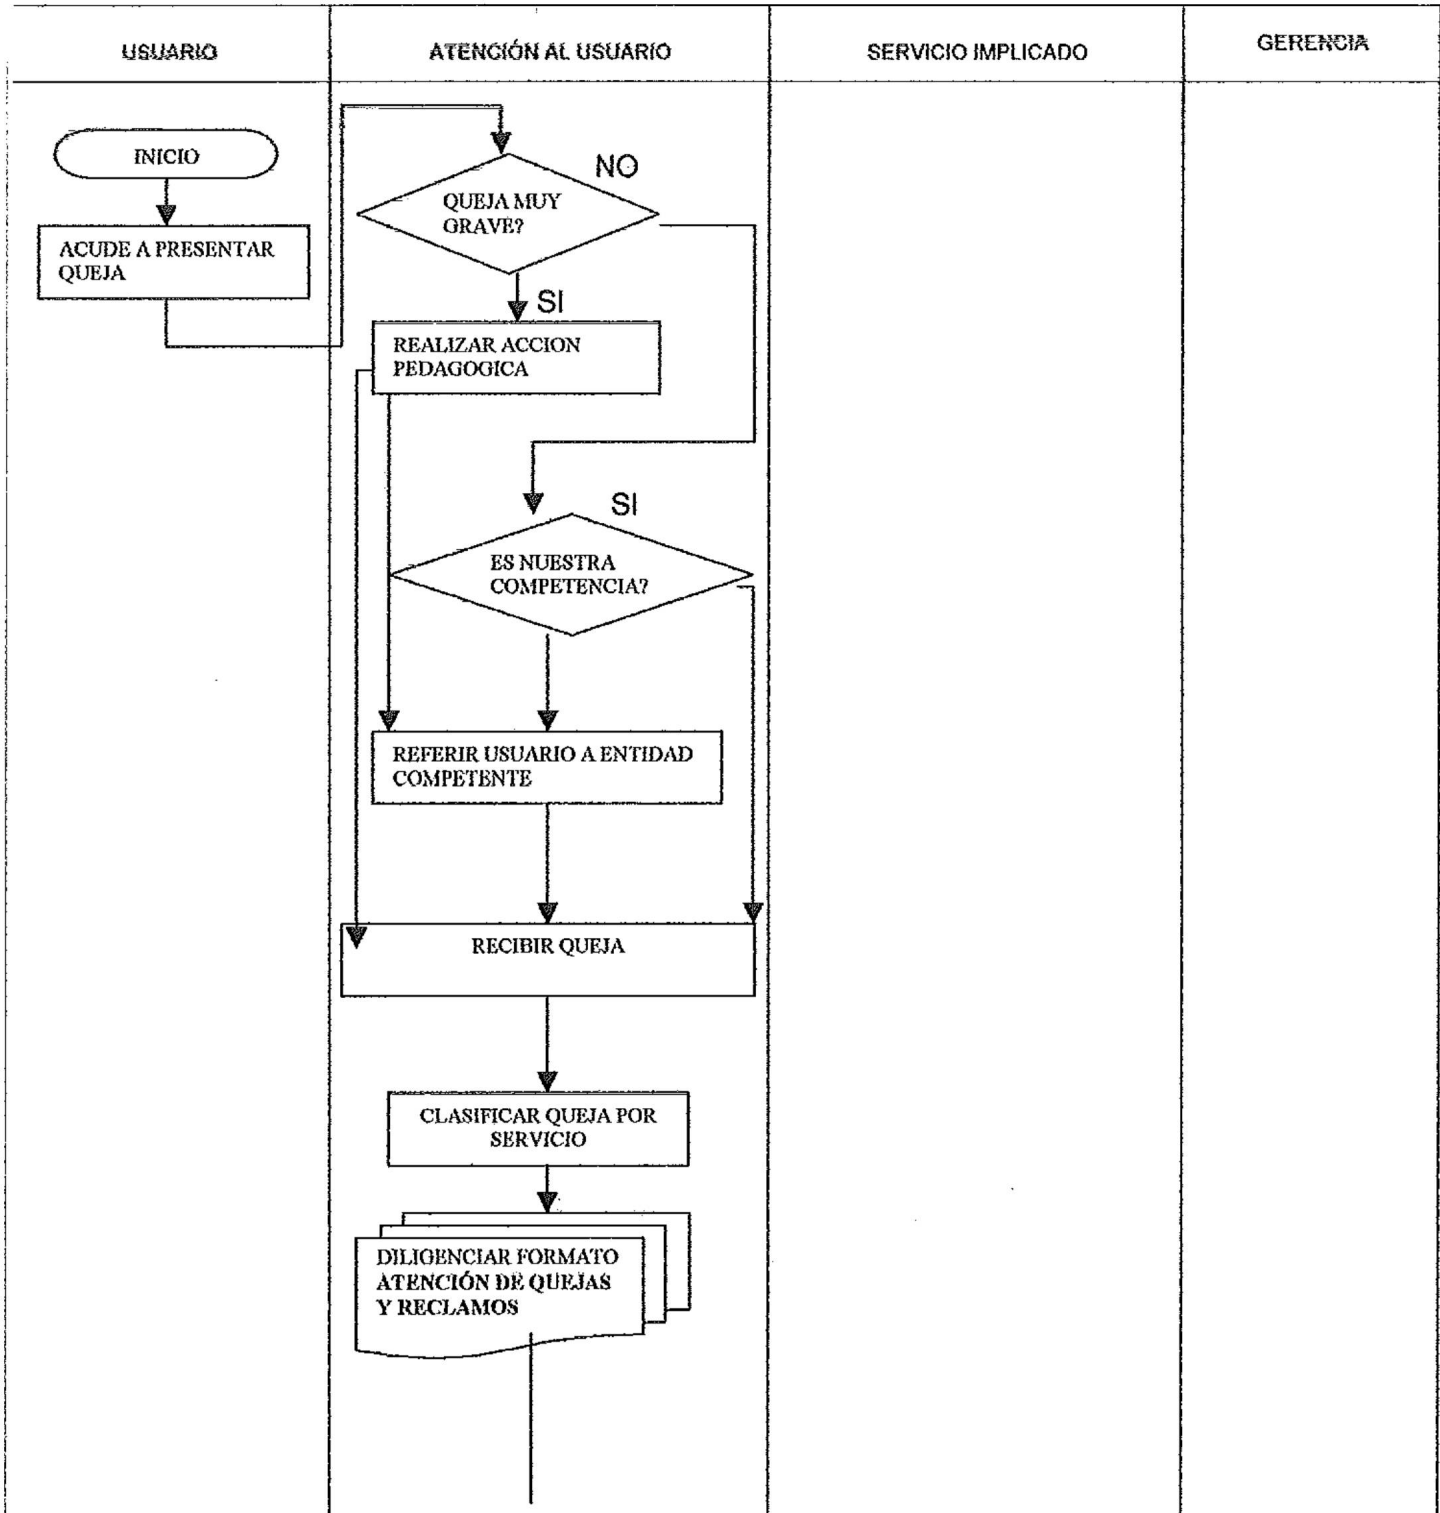 USUARIO
ATENCIÓN AL USUARIO
SERVICIO IMPLICADO
GERENCIA
INICIO
ACUDE A PRESENTAR
QUEJA
QUEJA MUY
GRAVE?
NO
SI
REALIZAR ACCION
PEDAGOGICA
SI
ES NUESTRA
COMPETENCIA?
REFERIR USUARIO A ENTIDAD
COMPETENTE
RECIBIR QUEJA
CLASIFICAR QUEJA POR
SERVICIO
DILIGENCIAR FORMATO
ATENCIÓN DE QUEJAS
Y RECLAMOS